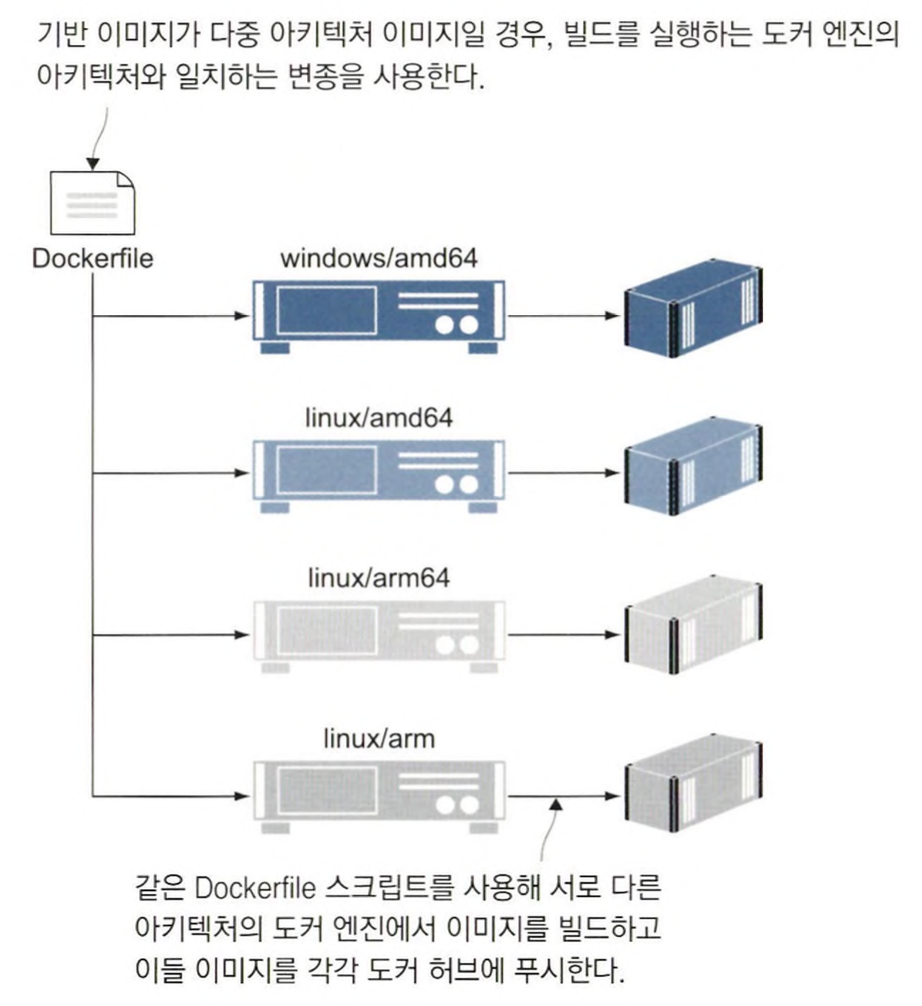 기반 이미지가 다중 아키텍처 이미지일 경우, 빌드를 실행하는 도커 엔진의
아키텍처와 일치하는 변종을 사용한다.
Dockerfile
windows/amd64
linux/amd64
linux/arm64
linux/arm
같은 Dockerfile 스크립트를 사용해 서로 다른
아키텍처의 도커 엔진에서 이미지를 빌드하고
이들 이미지를 각각 도커 허브에 푸시한다.